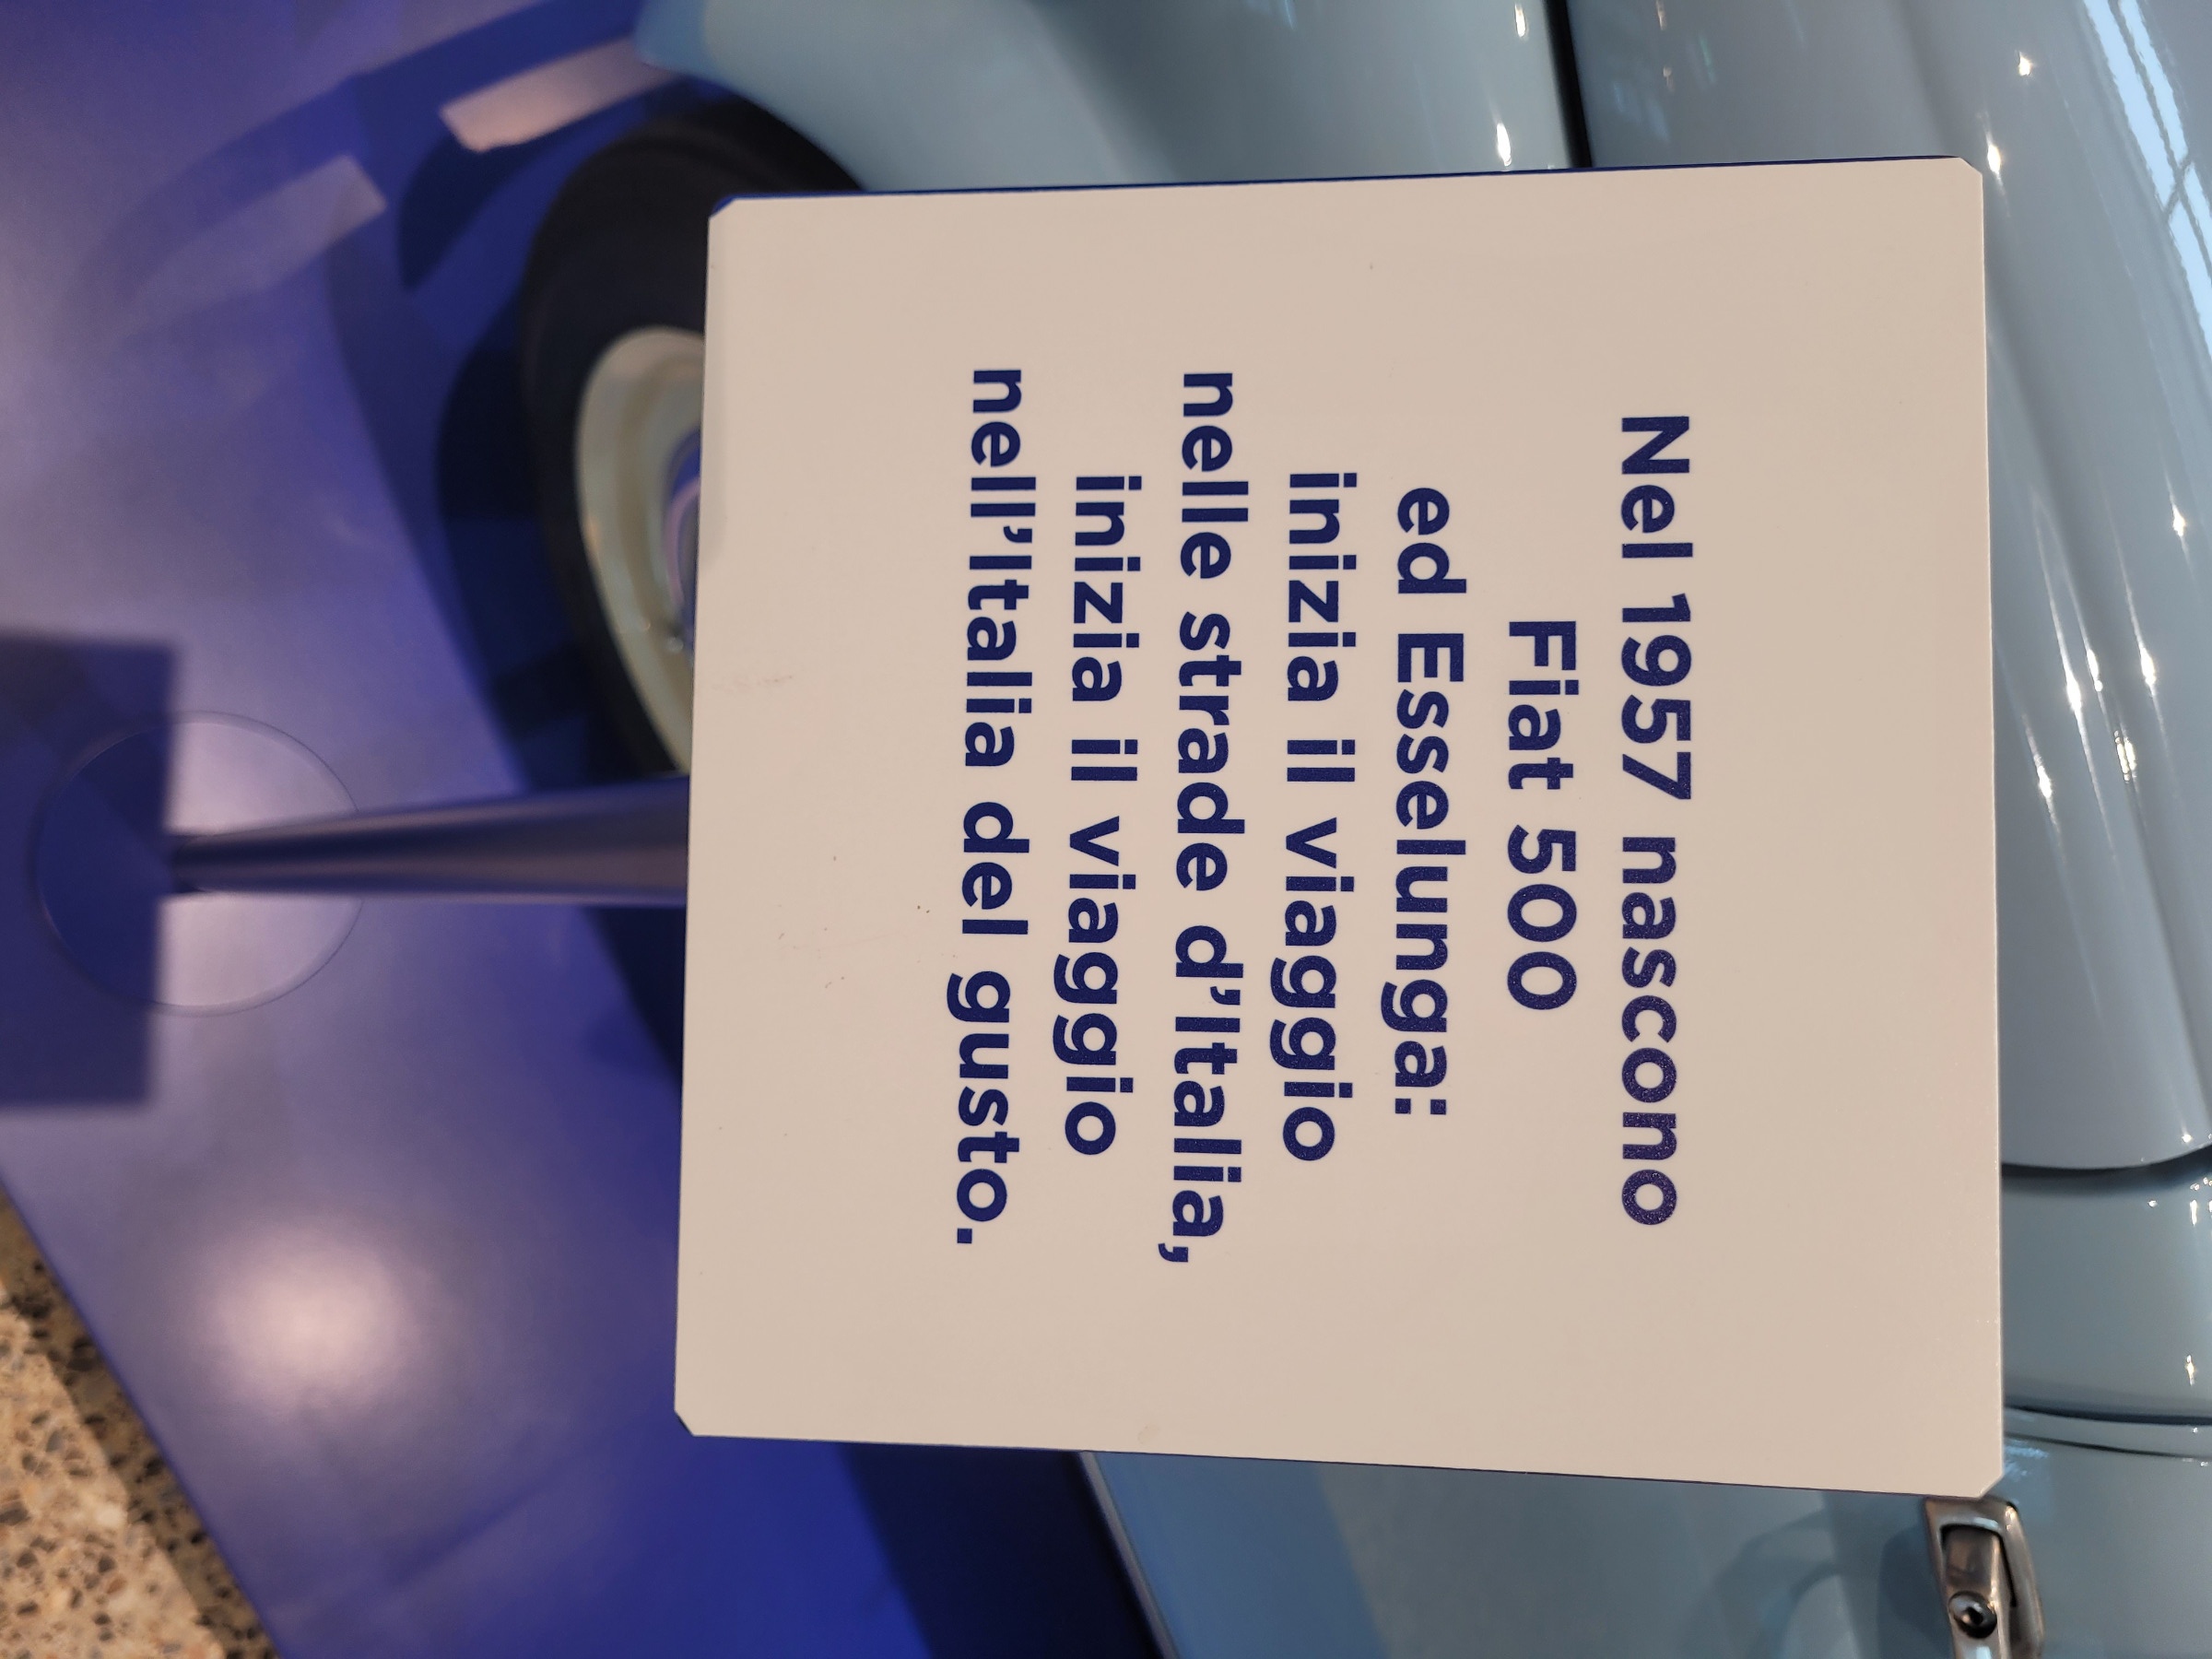 Nel 1957 nascono
Fiat 500
ed Esselunga:
inizia il viaggio
nelle strade d'Italia,
inizia il viaggio
nell'Italia del gusto.